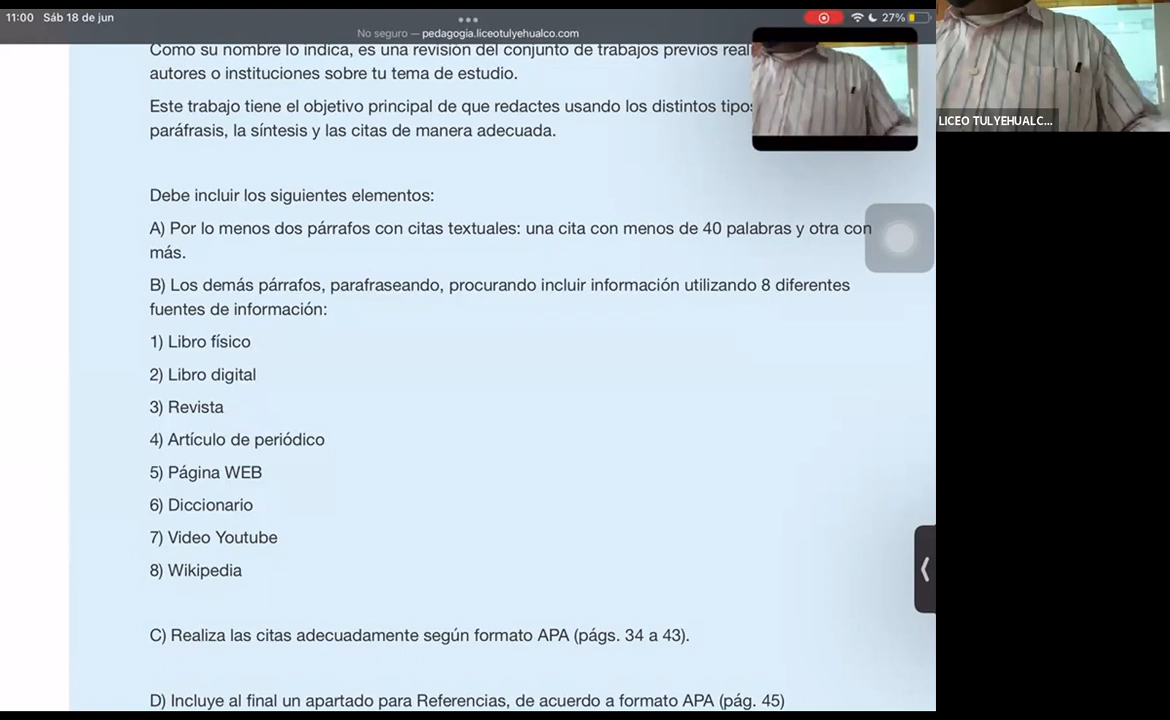 11:00 Sáb 18 de jun
27%
No seguro — pedagogia.liceotulyehualco.com
Como su nombre lo indica, es una revisión del conjunto de trabajos previos
autores o instituciones sobre tu tema de estudio.
Este trabajo tiene el objetivo principal de que redactes usando los distintos
paráfrasis, la síntesis y las citas de manera adecuada.
LICEO TULYEHUALC...
Debe incluir los siguientes elementos:
A) Por lo menos dos párrafos con citas textuales: una cita con menos de 40 palabras y otra con
más.
B) Los demás párrafos, parafraseando, procurando incluir información utilizando 8 diferentes
fuentes de información:
1) Libro físico
2) Libro digital
3) Revista
4) Artículo de periódico
5) Página WEB
6) Diccionario
7) Video Youtube
8) Wikipedia
C) Realiza las citas adecuadamente según formato APA (págs. 34 a 43).
D) Incluye al final un apartado para Referencias, de acuerdo a formato APA (pág. 45)